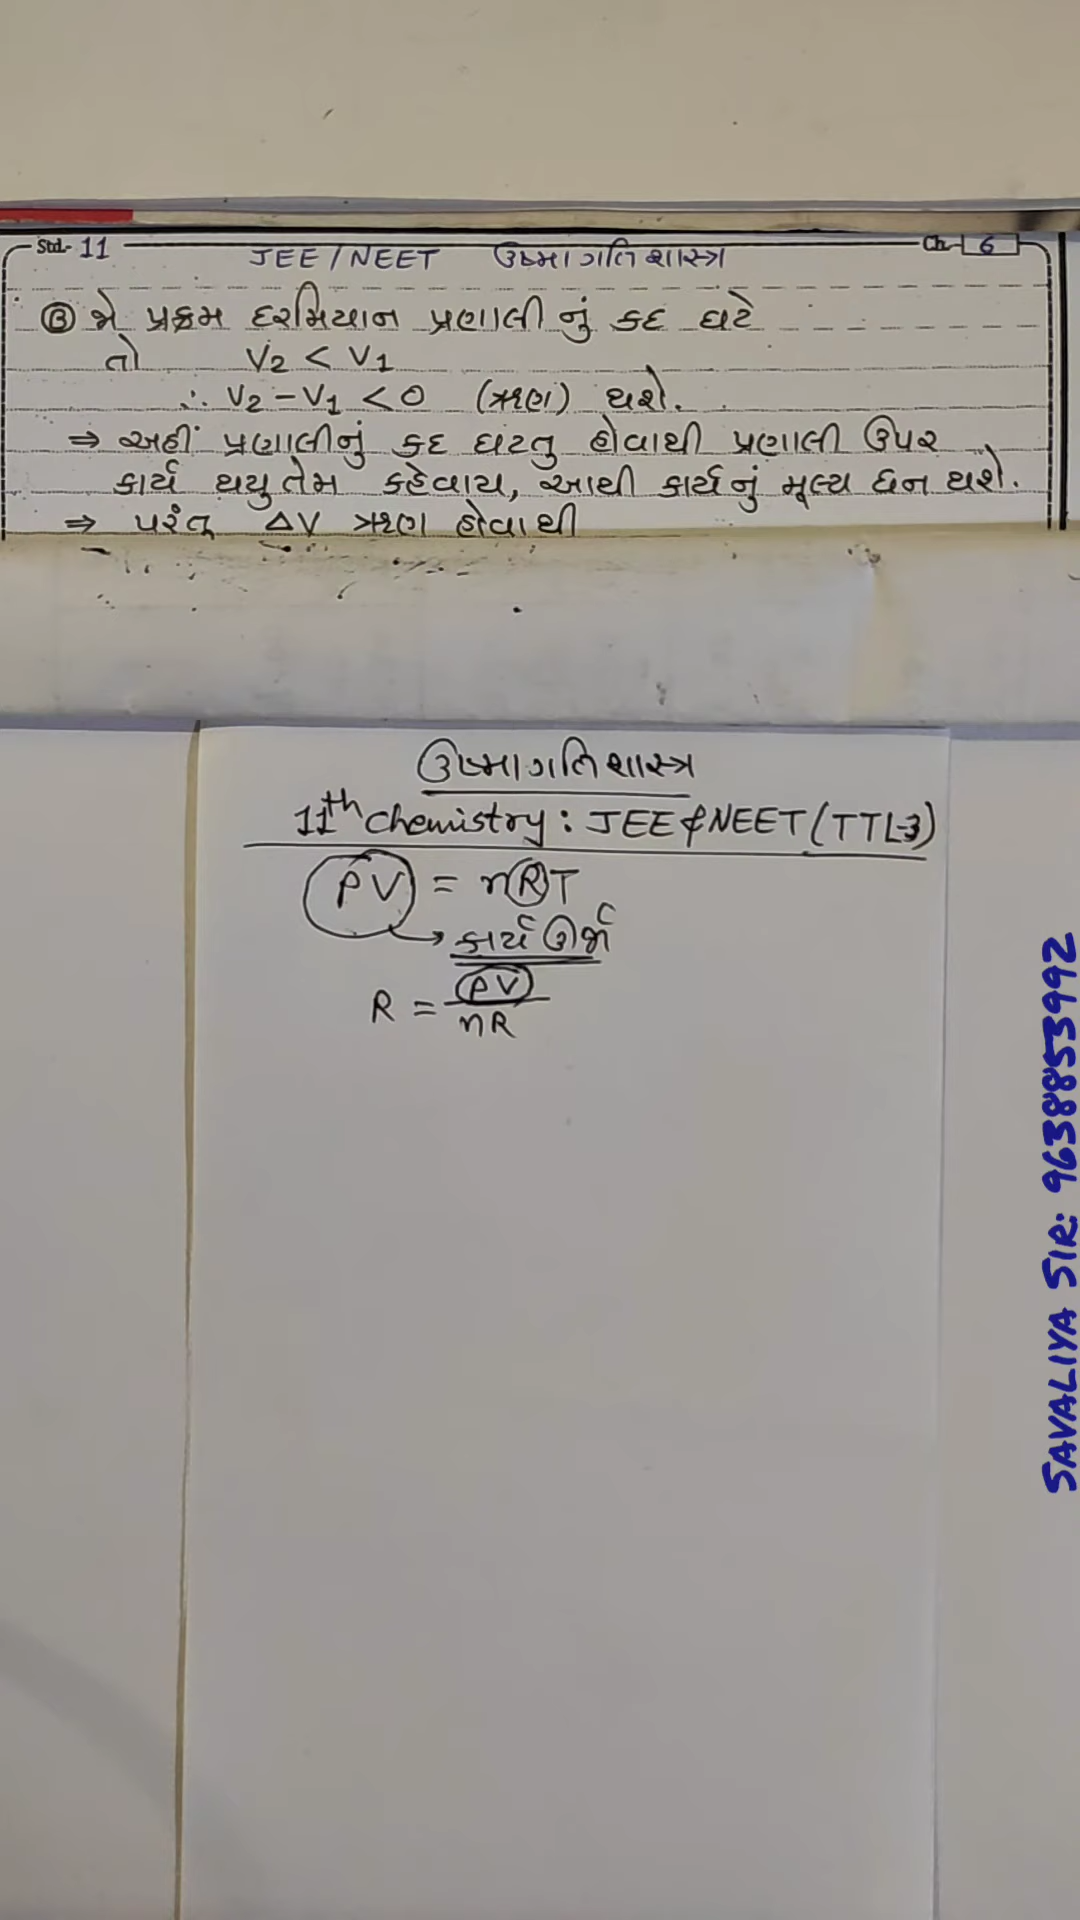 Std.- 11 JEE / NEET ઉષ્માગતિશાસ્ત્ર Ch. 6
Ⓑ જો પ્રક્રમ દરમિયાન પ્રણાલીનું કદ ઘટે
તો V₂ < V₁
∴ V₂ – V₁ < 0 (ઋણ) થશે.
⇒ અહીં પ્રણાલીનું કદ ઘટતુ હોવાથી પ્રણાલી ઉપર
કાર્ય થયુ તેમ કહેવાય, આથી કાર્યનું મૂલ્ય ધન થશે.
⇒ પરંતુ ΔV ઋણ હોવાથી
ઉષ્માગતિશાસ્ત્ર
11th chemistry : JEE & NEET (TTL-3)
PV = nRT
→ કાર્ય ઊર્જા
R = PV / nR
SAVALIYA SIR: 9638853992